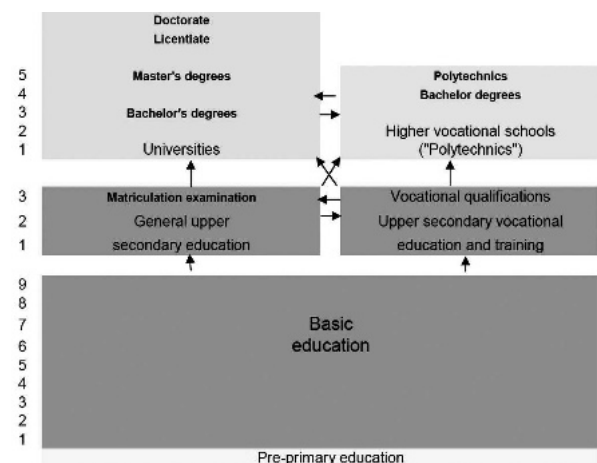 Doctorate
Licentiate
5 Master's degrees Polytechnics
4 Bachelor degrees
3 Bachelor's degrees
2 Higher vocational schools
1 Universities ("Polytechnics")
3 Matriculation examination Vocational qualifications
2 General upper Upper secondary vocational
1 secondary education education and training
9
8
7 Basic
6 education
5
4
3
2
1
Pre-primary education